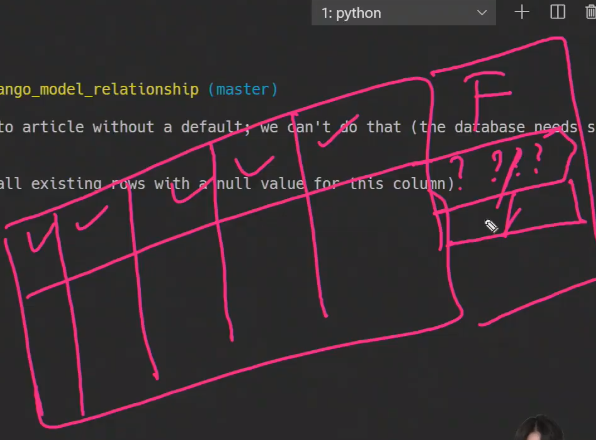 1: python
ango_model_relationship (master)
to article without a default; we can't do that (the database needs s
all existing rows with a null value for this column)
F
? ? ? ?